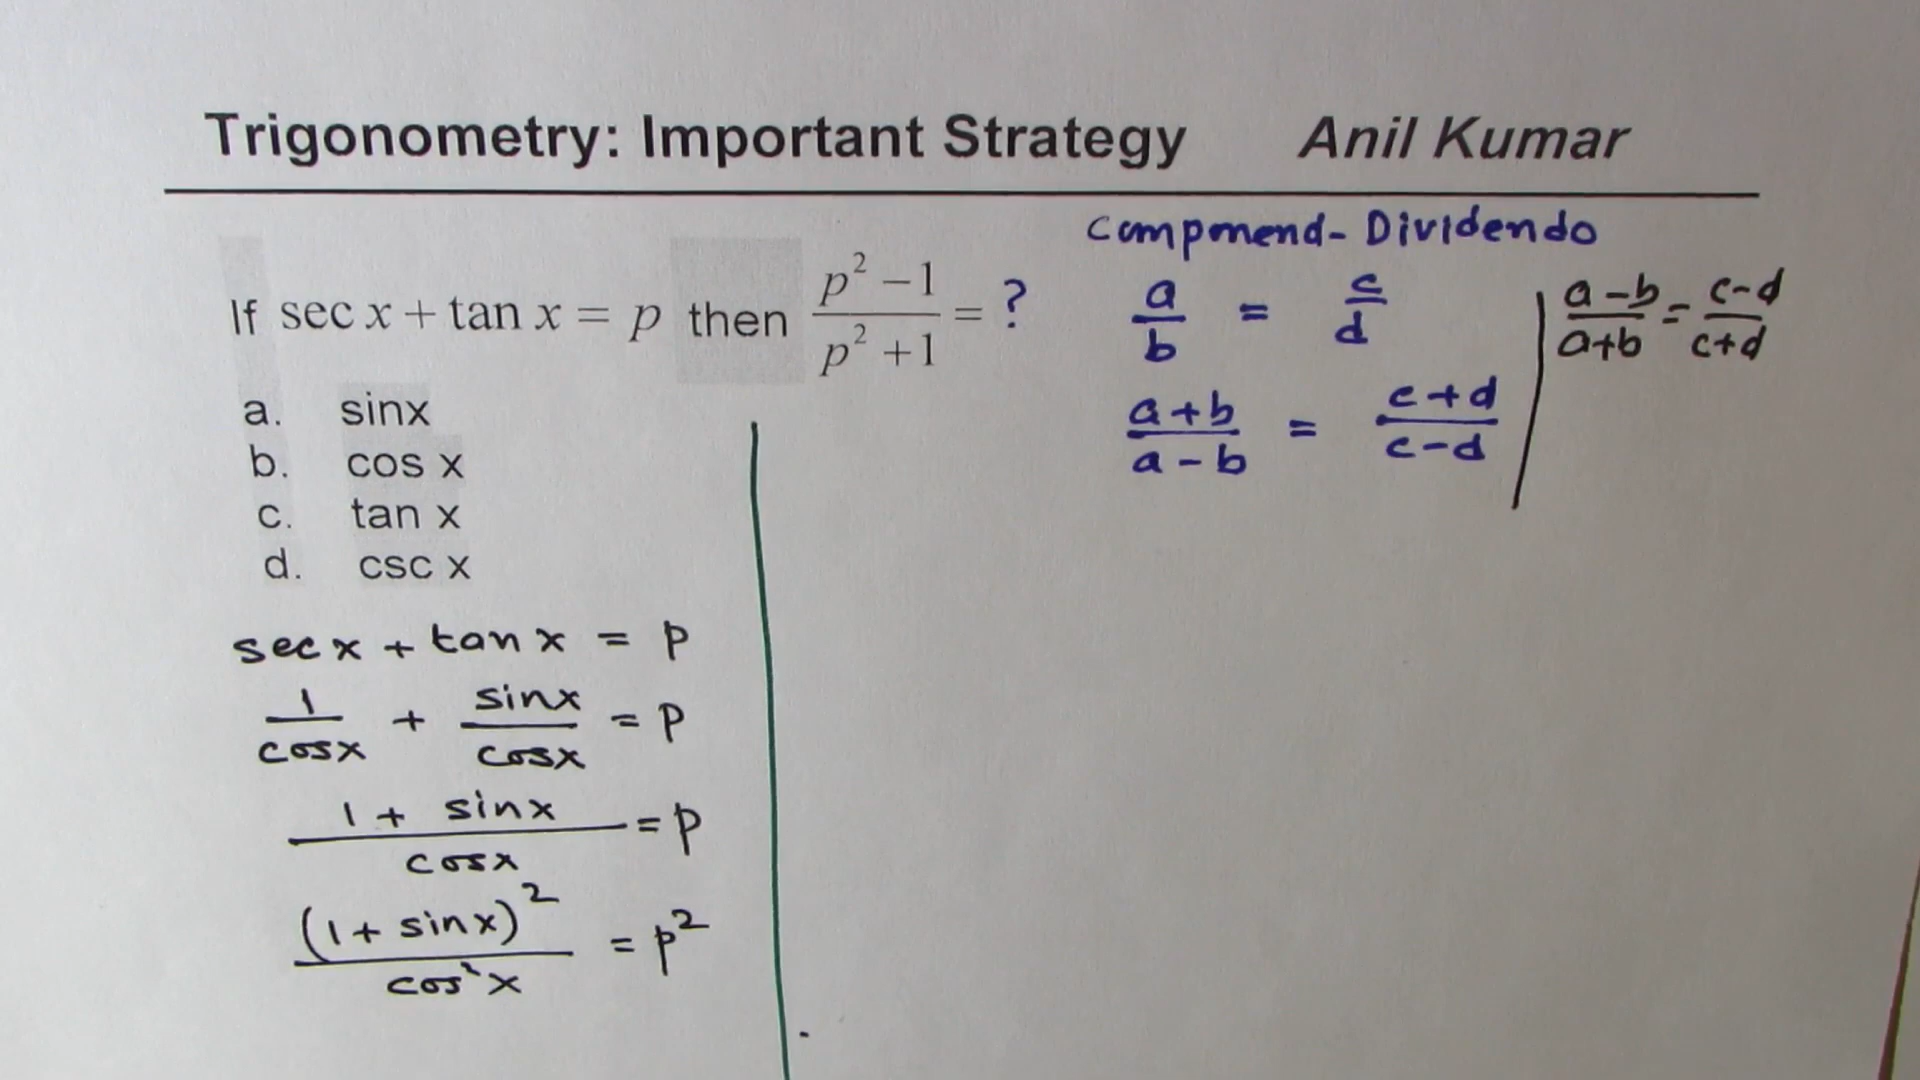 Trigonometry: Important Strategy Anil Kumar
If sec x + tan x = p then (p² − 1)/(p² + 1) = ?
a. sinx
b. cos x
c. tan x
d. csc x
sec x + tan x = p
1/cosx + sinx/cosx = p
(1 + sinx)/cosx = p
(1 + sinx)²/cos²x = p²
Compmend- Dividendo
a/b = c/d
(a+b)/(a-b) = (c+d)/(c-d)
(a-b)/(a+b) = (c-d)/(c+d)